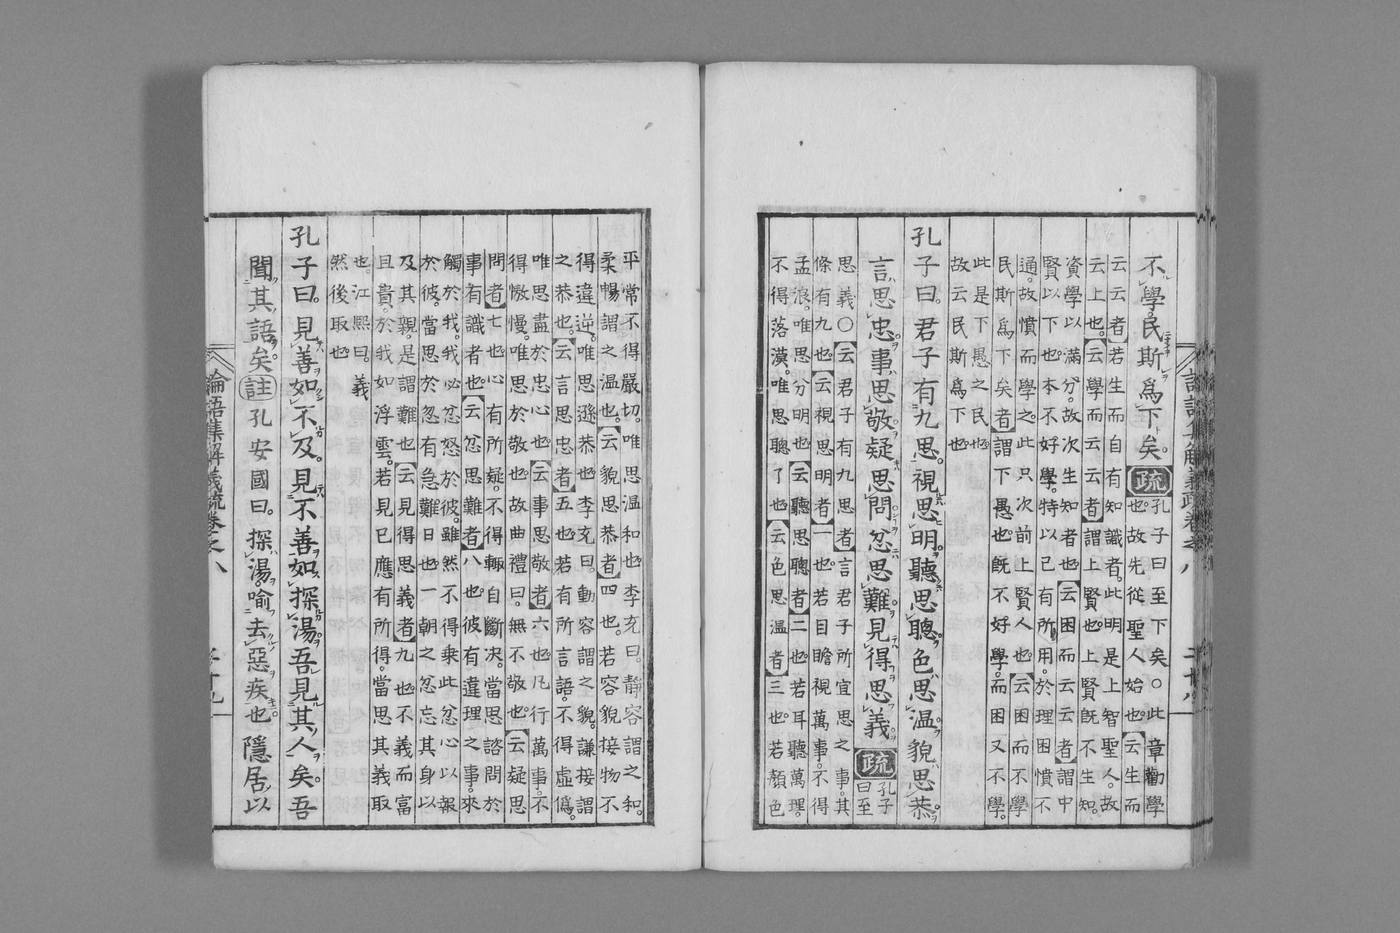 不學民斯爲下矣疏孔子曰至下矣○此章勸學
也故先從聖人始也云生而
云云者若生而自有知識者此明是上智聖人故
云上也云學而云云者謂上賢也上賢旣不生知
資學以滿分故次生知者也云困而云云者謂中
賢以下也本不好學特以己有所用於理困憤不
通故憤而學之此只次前上賢人也云困而不學
民斯爲下矣者謂下愚也旣不好學而困又不學
此是下愚之民也
故云民斯爲下也
孔子曰君子有九思視思明聽思聰色思温貌思恭
言思忠事思敬疑思問忿思難見得思義疏孔子
曰至
思義○云君子有九思者言君子所宜思之事其
條有九也云視思明者一也若目瞻視萬事不得
孟浪唯思分明也云聽思聰者二也若耳聽萬理
不得落漠唯思聰了也云色思温者三也若顏色
平常不得嚴切唯思温和也李充曰靜容謂之和
柔暢謂之温也云貌思恭者四也若容貌接物不
得違逆唯思遜恭也李充曰動容謂之貌謙接謂
之恭也云言思忠者五也若有所言語不得虛僞
唯思盡於忠心也云事思敬者六也凡行萬事不
得慠慢唯思於敬也故曲禮曰無不敬也云疑思
問者七也心有所疑不得輙自斷決當思諮問於
事有識者也云忿思難者八也彼有違理之事來
觸於我我必忿怒於彼雖然不得乘此忿心以報
於彼當思於忽有急難日也一朝之忿忘其身以
及其親是謂難也云見得思義者九也不義而富
且貴於我如浮雲若見已應有所得當思其義取
也江熙曰義
然後取也
孔子曰見善如不及見不善如探湯吾見其人矣吾
聞其語矣註孔安國曰探湯喻去惡疾也隱居以
論語集解義疏卷之八